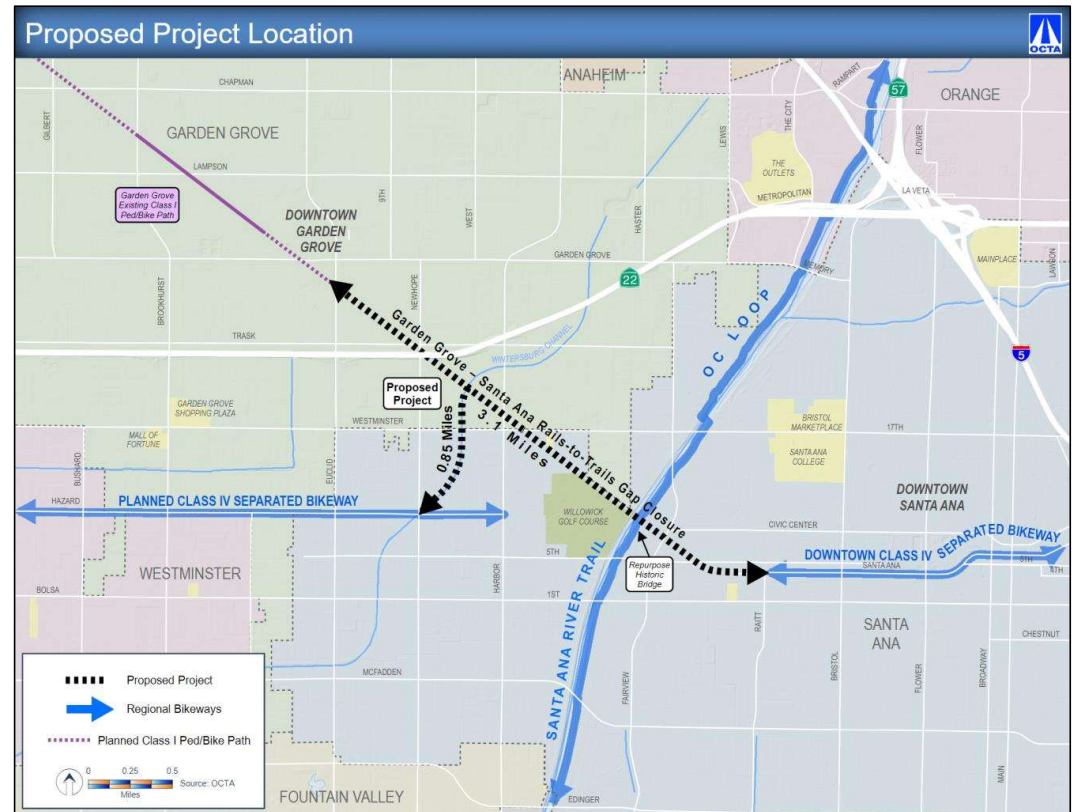 Proposed Project Location
OCTA
ANAHEIM
RAMPART
57
ORANGE
CHAPMAN
GILBERT
GARDEN GROVE
LEWIS
THE CITY
FLOWER
LAMPSON
THE
OUTLETS
9TH
Garden Grove
Existing Class I
Ped/Bike Path
METROPOLITAN
LA VETA
DOWNTOWN
GARDEN
GROVE
WEST
HASTER
GARDEN GROVE
MEMORY
MAINPLACE
LAWSON
22
BROOKHURST
NEWHOPE
TRASK
WINTERSBURG CHANNEL
OC LOOP
5
Garden Grove – Santa Ana Rails-to-Trails Gap Closure
3.1 Miles
Proposed
Project
0.85 Miles
GARDEN GROVE
SHOPPING PLAZA
WESTMINSTER
BRISTOL
MARKETPLACE
17TH
MALL OF
FORTUNE
SANTA ANA
COLLEGE
BUSHARD
EUCLID
DOWNTOWN
SANTA ANA
HAZARD
PLANNED CLASS IV SEPARATED BIKEWAY
WILLOWICK
GOLF COURSE
CIVIC CENTER
5TH
DOWNTOWN CLASS IV SEPARATED BIKEWAY
SANTA ANA
5TH
4TH
WESTMINSTER
Repurpose
Historic
Bridge
BOLSA
HARBOR
1ST
SANTA ANA RIVER TRAIL
RAITT
SANTA
ANA
CHESTNUT
MCFADDEN
FAIRVIEW
BRISTOL
FLOWER
BROADWAY
Proposed Project
Regional Bikeways
Planned Class I Ped/Bike Path
0 0.25 0.5
Miles
Source: OCTA
MAIN
FOUNTAIN VALLEY
EDINGER